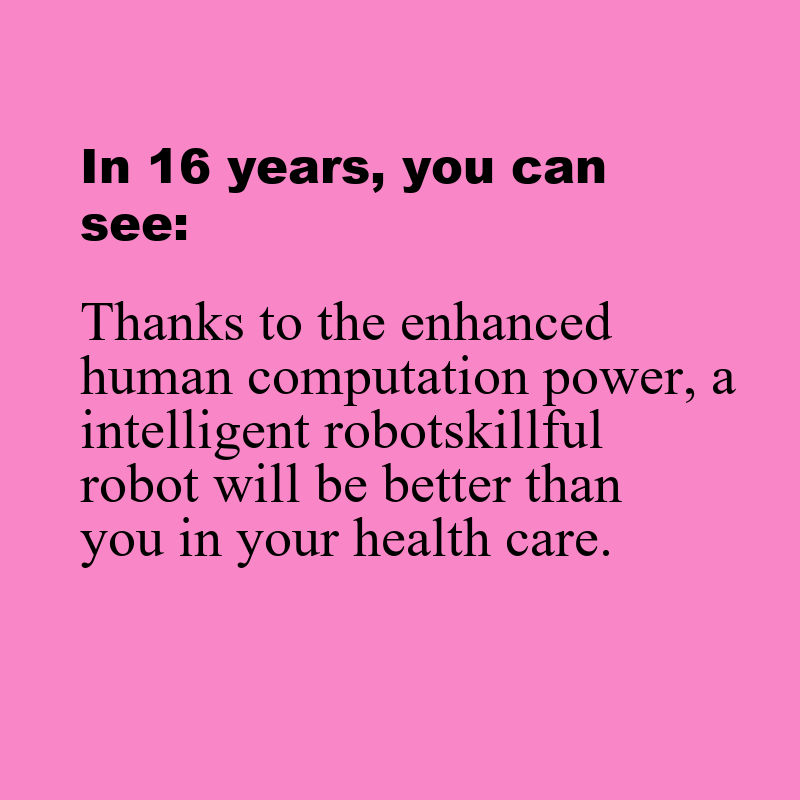 In 16 years, you can
see:
Thanks to the enhanced
human computation power, a
intelligent robotskillful
robot will be better than
you in your health care.